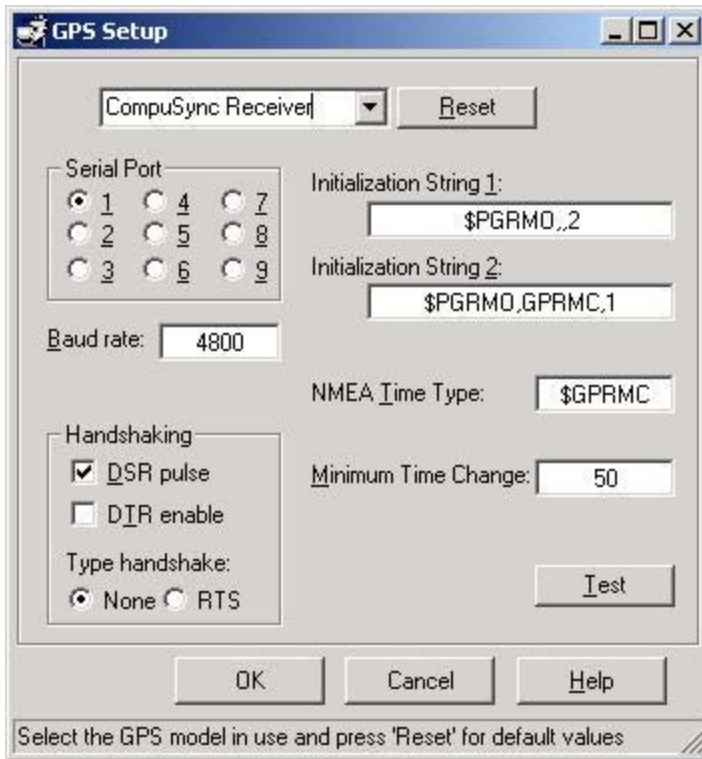 GPS Setup
CompuSync Receiver
Reset
Serial Port
1 4 7
2 5 8
3 6 9
Initialization String 1:
$PGRMO,,2
Initialization String 2:
$PGRMO,GPRMC,1
Baud rate: 4800
NMEA Time Type: $GPRMC
Handshaking
DSR pulse
DTR enable
Type handshake:
None RTS
Minimum Time Change: 50
Test
OK Cancel Help
Select the GPS model in use and press 'Reset' for default values